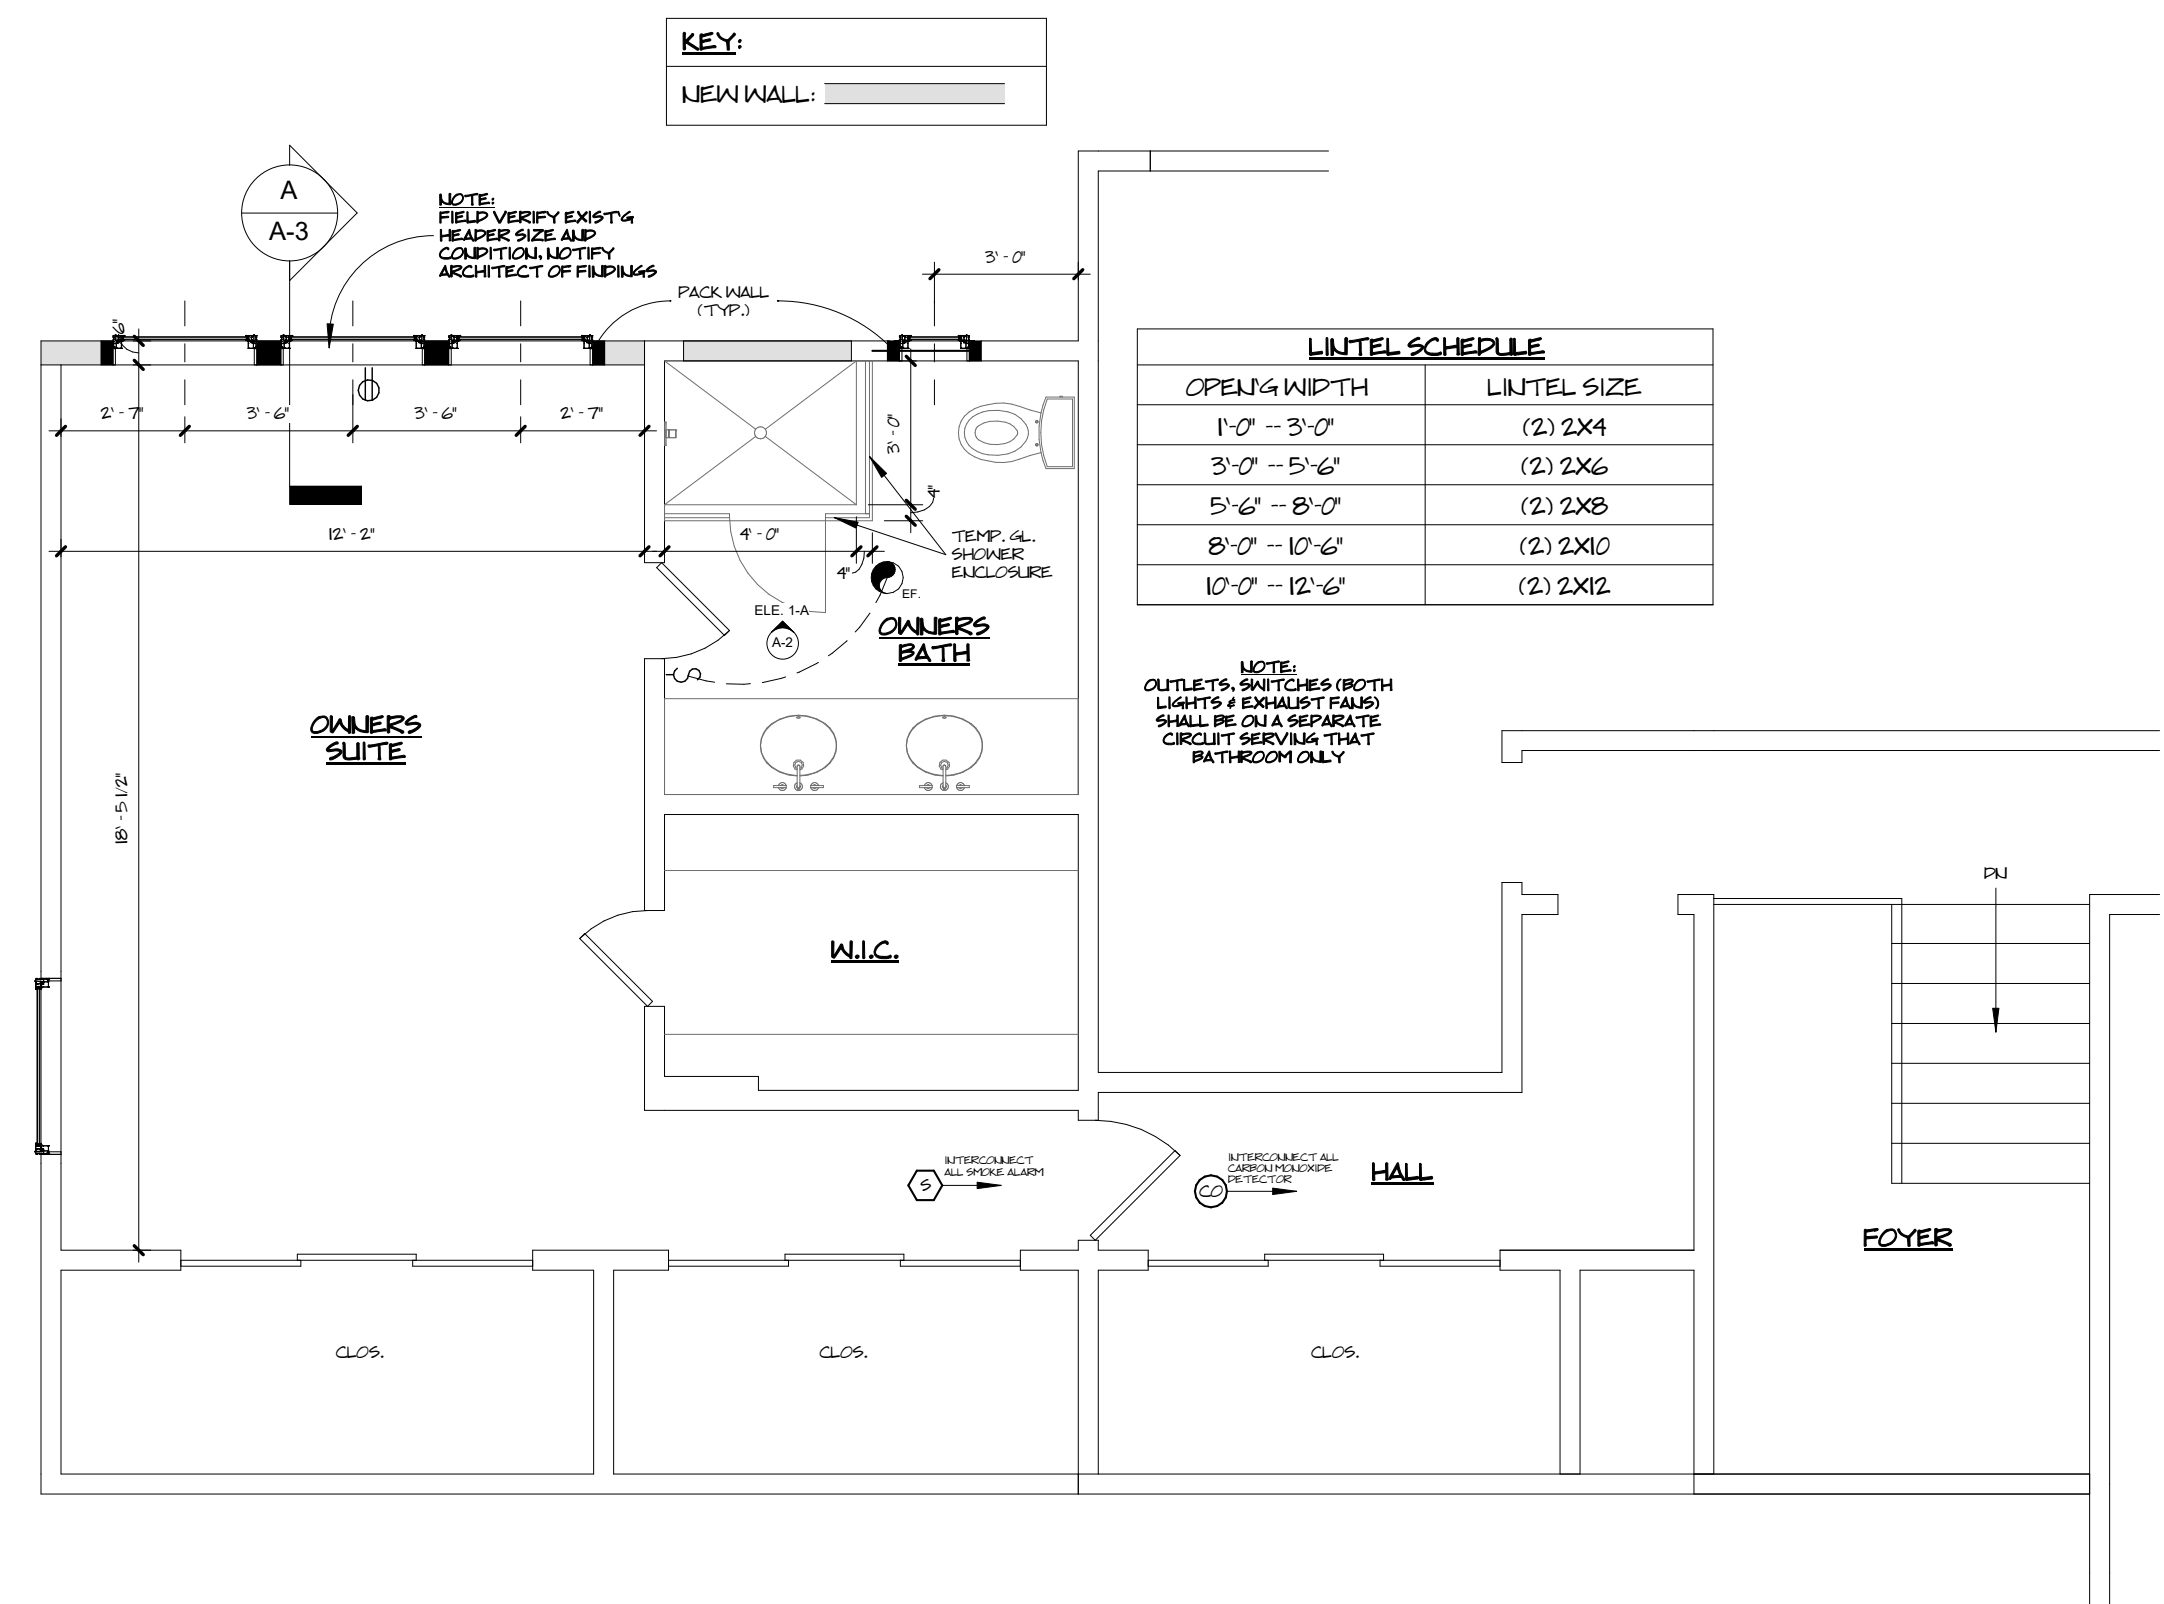 KEY:
NEW WALL:
A
A-3
NOTE:
FIELD VERIFY EXIST'G
HEADER SIZE AND
CONDITION, NOTIFY
ARCHITECT OF FINDINGS
3' - 0"
PACK WALL
(TYP.)
6"
2' - 7"
3' - 6"
3' - 6"
2' - 7"
3' - 0"
4"
12' - 2"
4' - 0"
4"
TEMP. GL.
SHOWER
ENCLOSURE
EF.
ELE. 1-A
A-2
OWNERS
BATH
S
LINTEL SCHEDULE
OPEN'G WIDTH LINTEL SIZE
1'-0" -- 3'-0" (2) 2X4
3'-0" -- 5'-6" (2) 2X6
5'-6" -- 8'-0" (2) 2X8
8'-0" -- 10'-6" (2) 2X10
10'-0" -- 12'-6" (2) 2X12
NOTE:
OUTLETS, SWITCHES (BOTH
LIGHTS & EXHAUST FANS)
SHALL BE ON A SEPARATE
CIRCUIT SERVING THAT
BATHROOM ONLY
OWNERS
SUITE
18' - 5 1/2"
DN
W.I.C.
S
INTERCONNECT
ALL SMOKE ALARM
CO
INTERCONNECT ALL
CARBON MONOXIDE
DETECTOR
HALL
FOYER
CLOS.
CLOS.
CLOS.